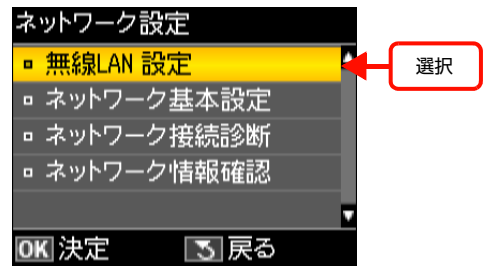 ネットワーク設定
無線LAN 設定
選択
ネットワーク基本設定
ネットワーク接続診断
ネットワーク情報確認
OK 決定 戻る